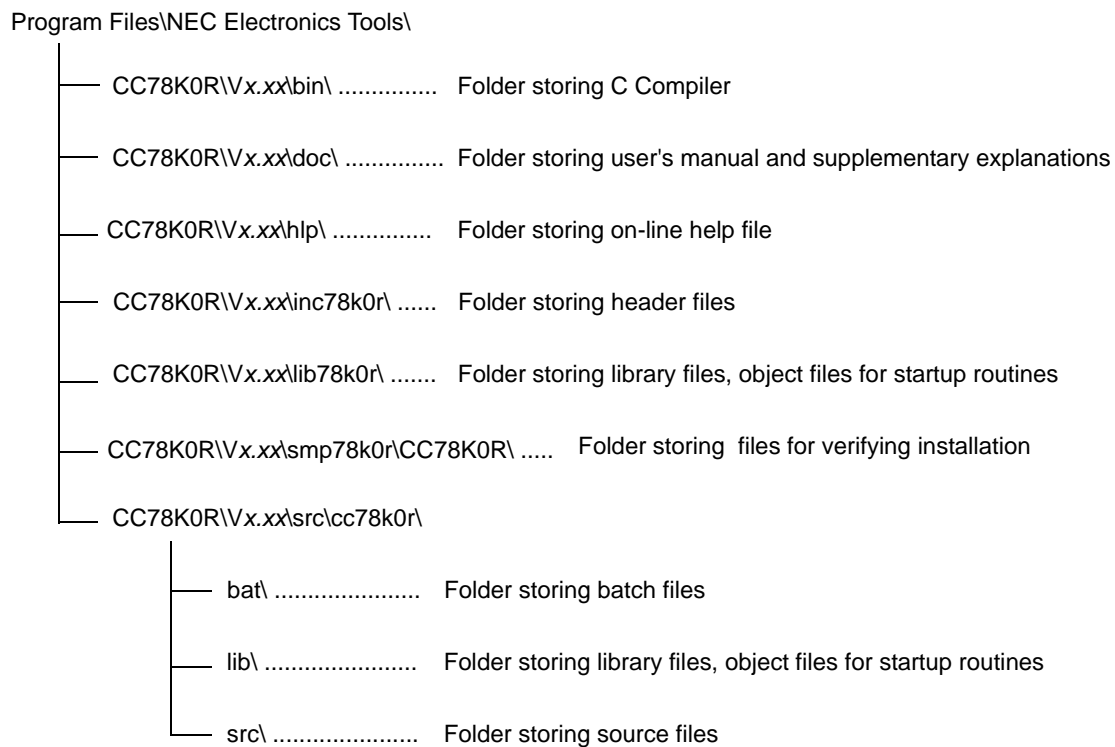 Program Files\NEC Electronics Tools\
CC78K0R\Vx.xx\bin\ ............... Folder storing C Compiler
CC78K0R\Vx.xx\doc\ ............... Folder storing user's manual and supplementary explanations
CC78K0R\Vx.xx\hlp\ ............... Folder storing on-line help file
CC78K0R\Vx.xx\inc78k0r\ ...... Folder storing header files
CC78K0R\Vx.xx\lib78k0r\ ....... Folder storing library files, object files for startup routines
CC78K0R\Vx.xx\smp78k0r\CC78K0R\ ..... Folder storing files for verifying installation
CC78K0R\Vx.xx\src\cc78k0r\
bat\ ...................... Folder storing batch files
lib\ ....................... Folder storing library files, object files for startup routines
src\ ...................... Folder storing source files